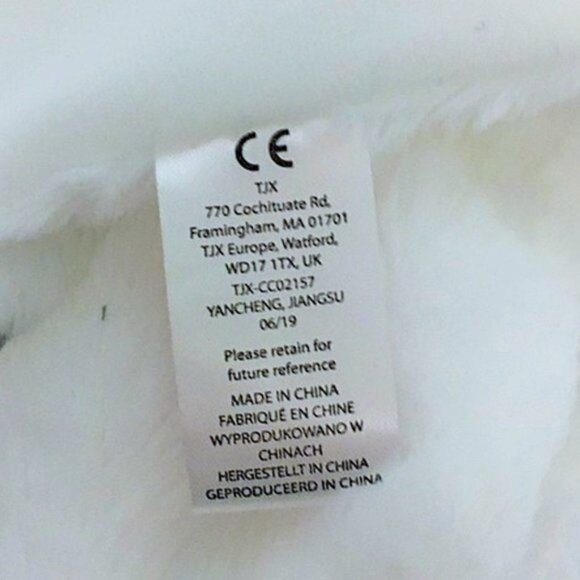 CE
TJX
770 Cochituate Rd,
Framingham, MA 01701
TJX Europe, Watford,
WD17 1TX, UK
TJX-CC02157
YANCHENG, JIANGSU
06/19
Please retain for
future reference
MADE IN CHINA
FABRIQUÉ EN CHINE
WYPRODUKOWANO W
CHINACH
HERGESTELLT IN CHINA
GEPRODUCEERD IN CHINA